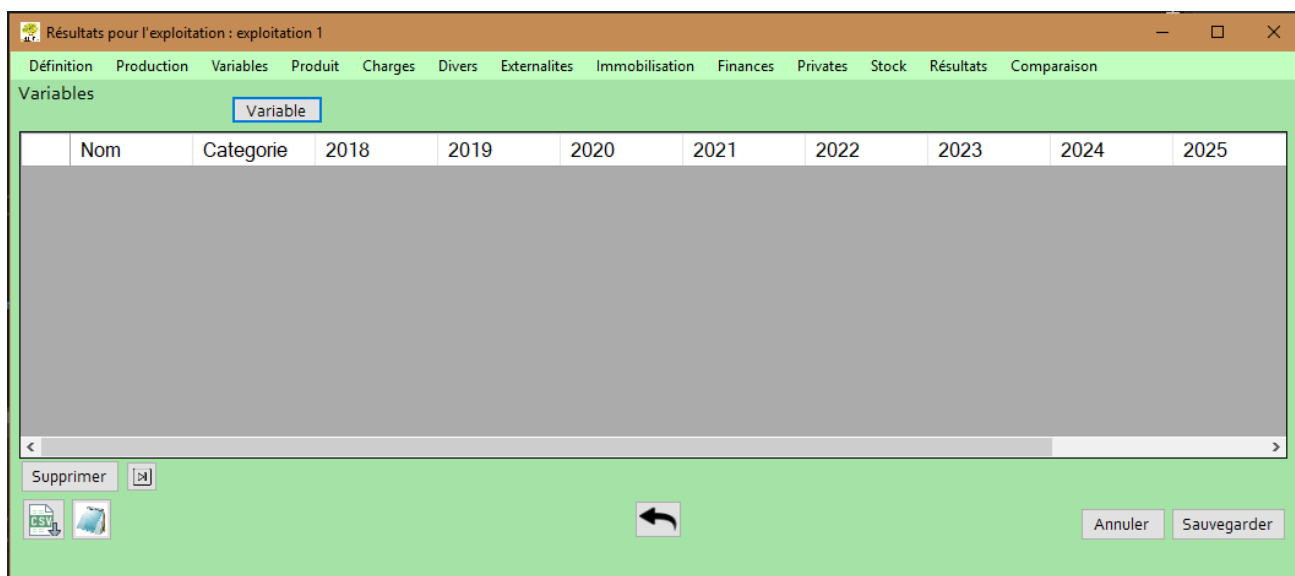 Résultats pour l'exploitation : exploitation 1
Définition Production Variables Produit Charges Divers Externalites Immobilisation Finances Privates Stock Résultats Comparaison
Variables
Variable
Nom Categorie 2018 2019 2020 2021 2022 2023 2024 2025
Supprimer
CSV
Annuler Sauvegarder